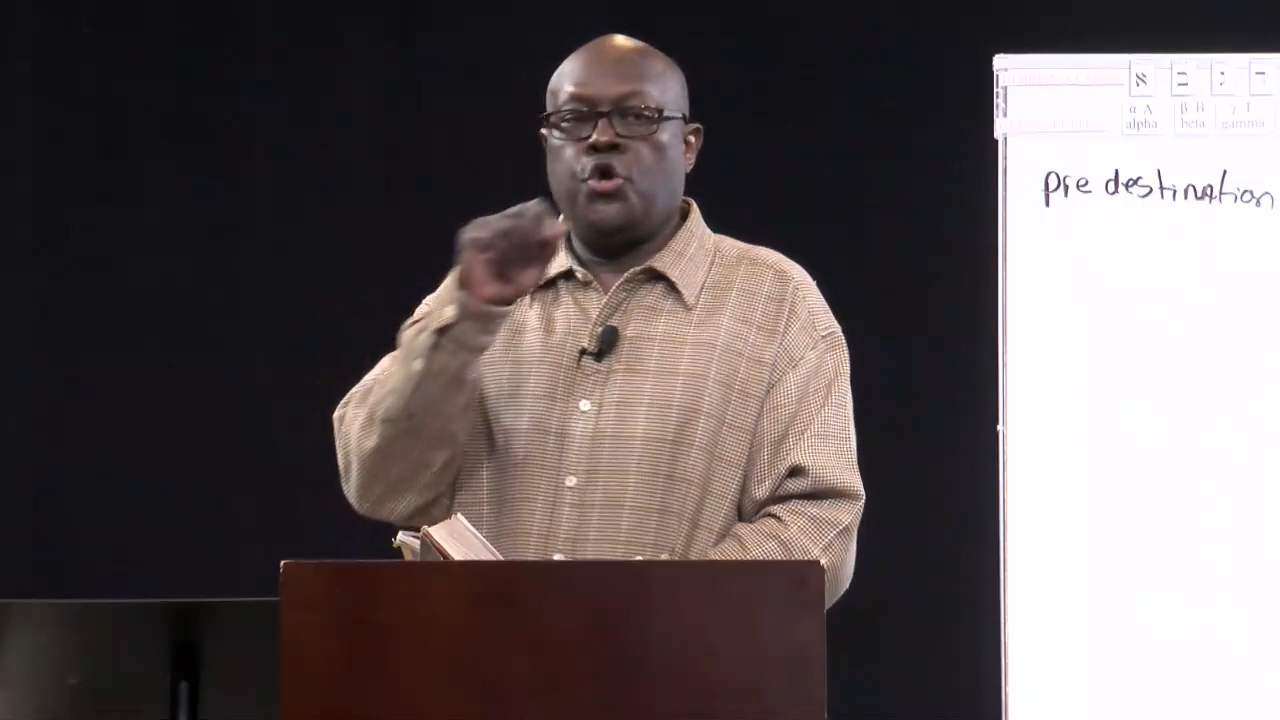 א ב ג ד
α A β B γ Γ
alpha beta gamma
pre destination